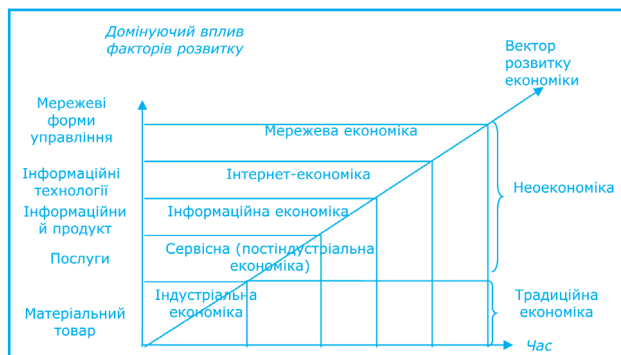 Домінуючий вплив
факторів розвитку
Вектор
розвитку
економіки
Мережеві
форми
управління
Мережева економіка
Інформаційні
технології
Інтернет-економіка
Неоекономіка
Інформаційни
й продукт
Інформаційна економіка
Послуги
Сервісна (постіндустріальна
економіка)
Матеріальний
товар
Індустріальна
економіка
Традиційна
економіка
Час